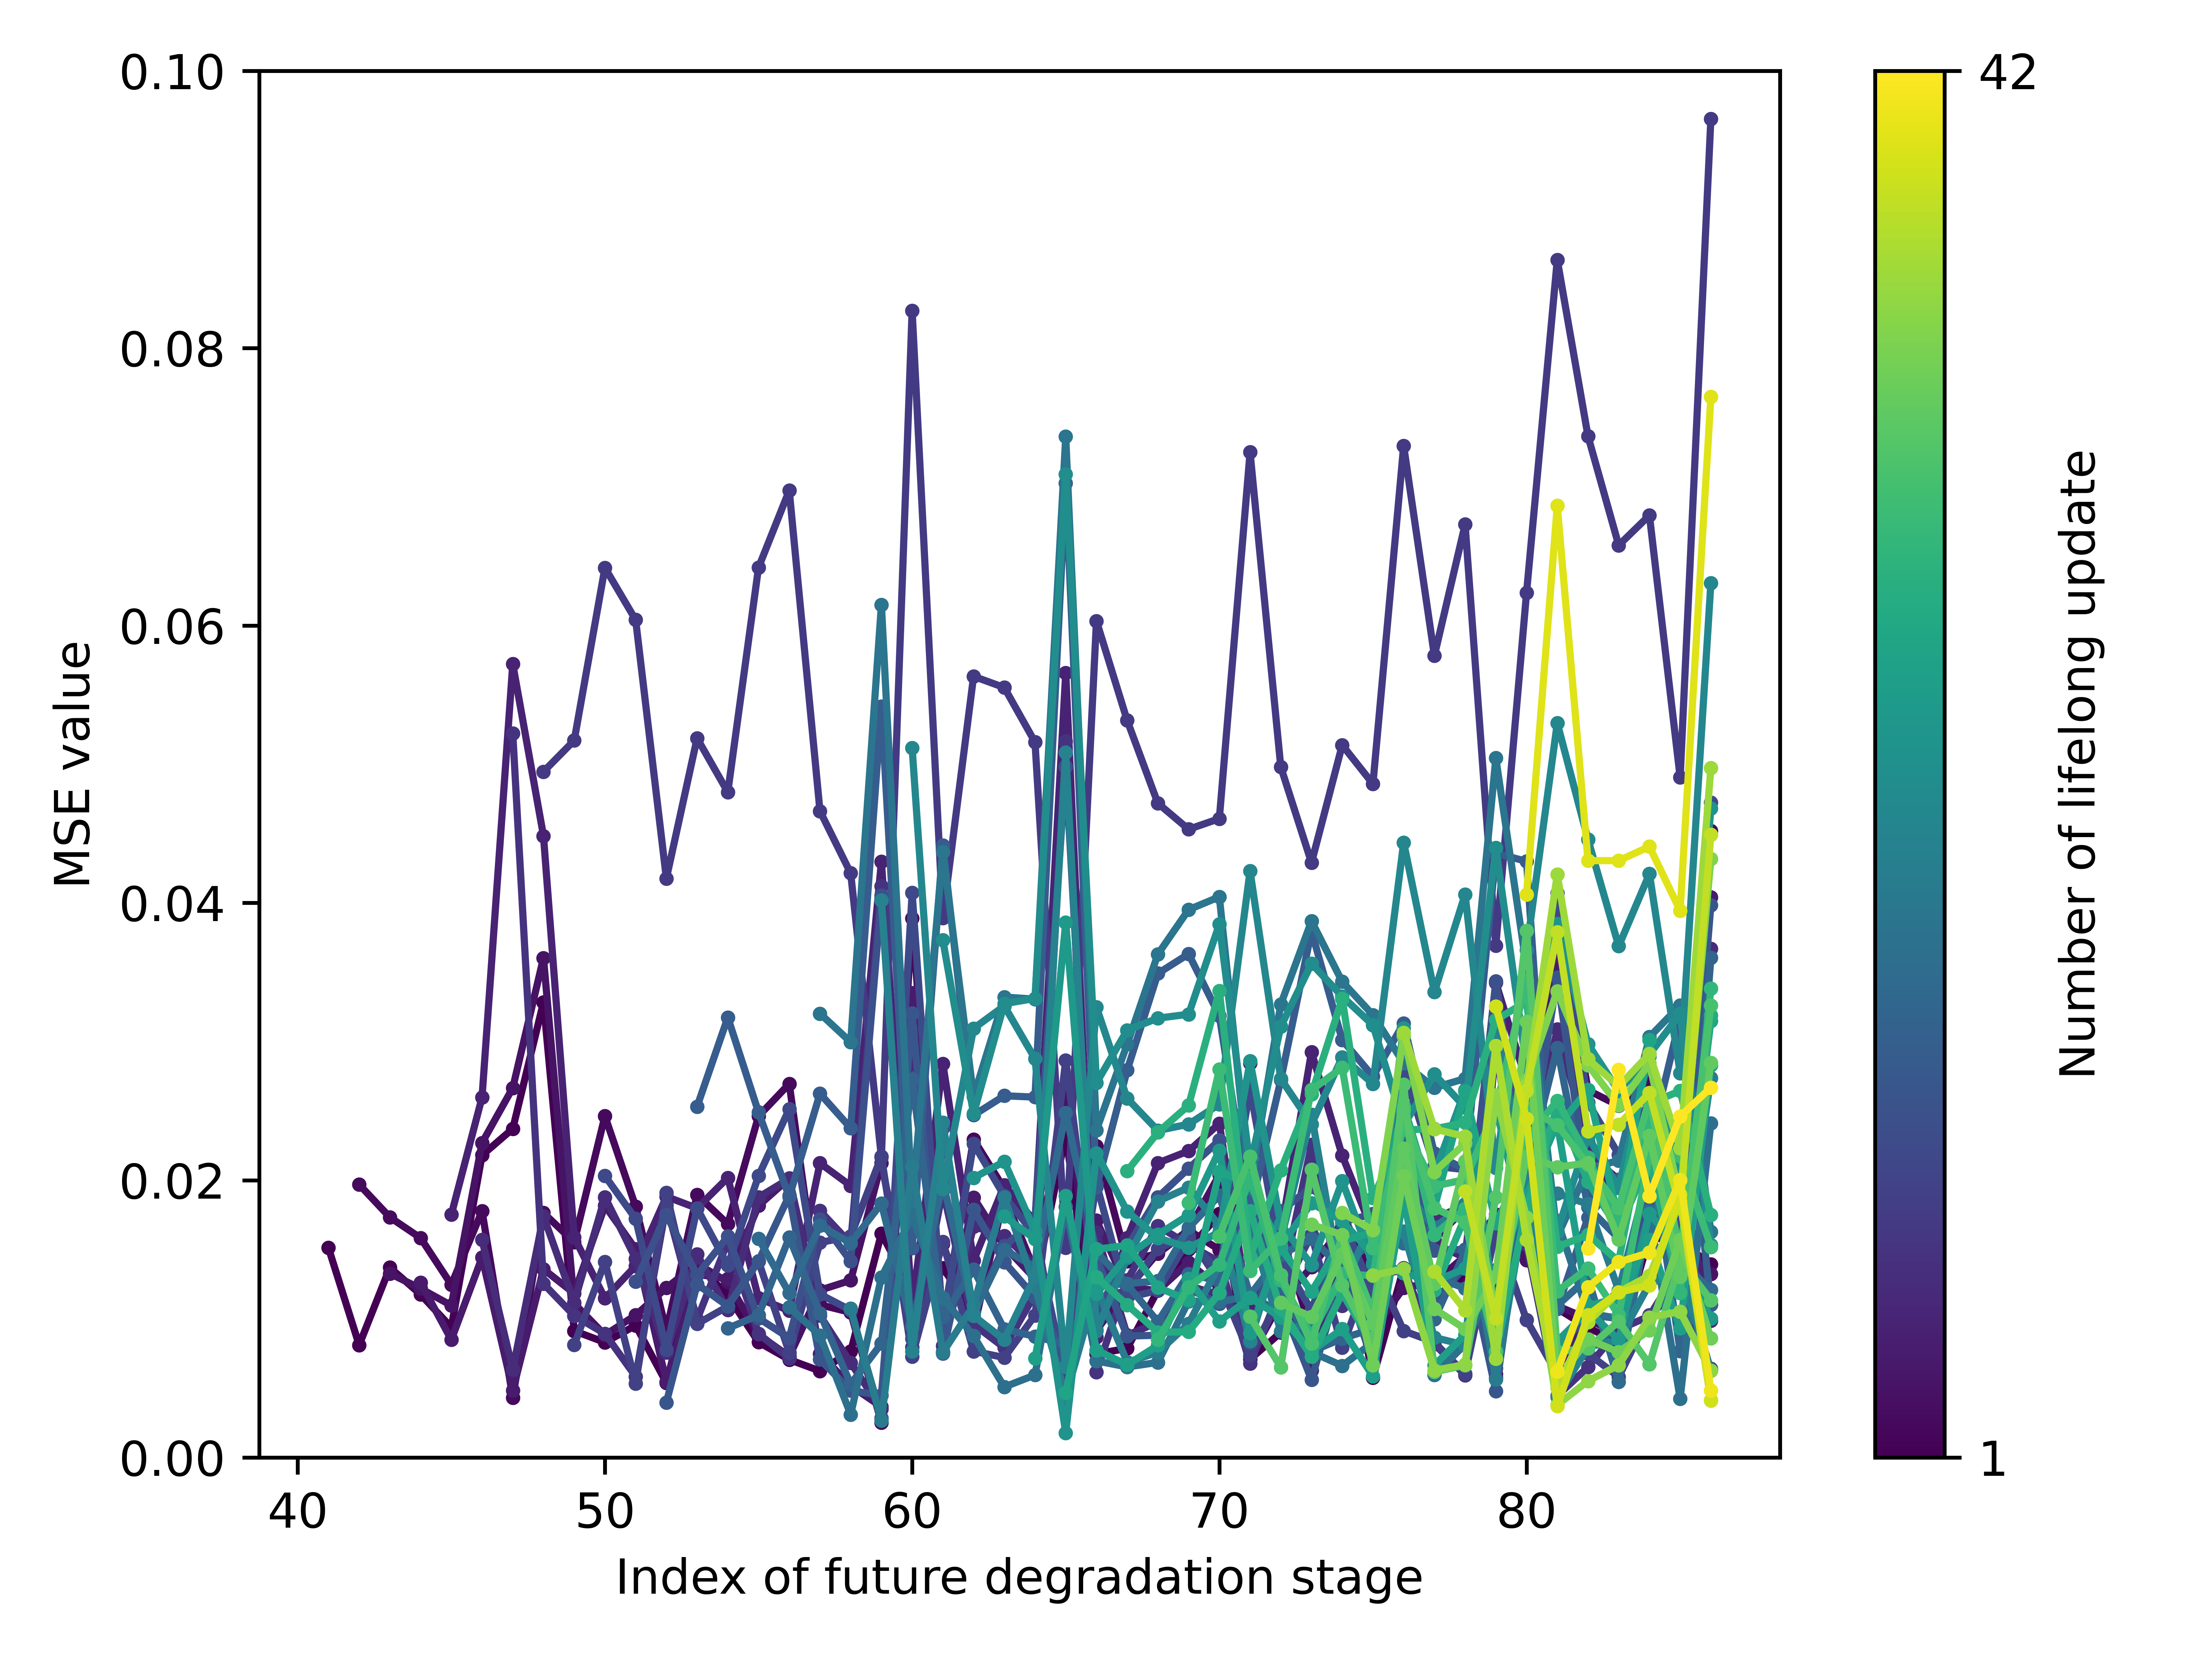 0.10
0.08
0.06
0.04
0.02
0.00
MSE value
40 50 60 70 80
Index of future degradation stage
42
1
Number of lifelong update